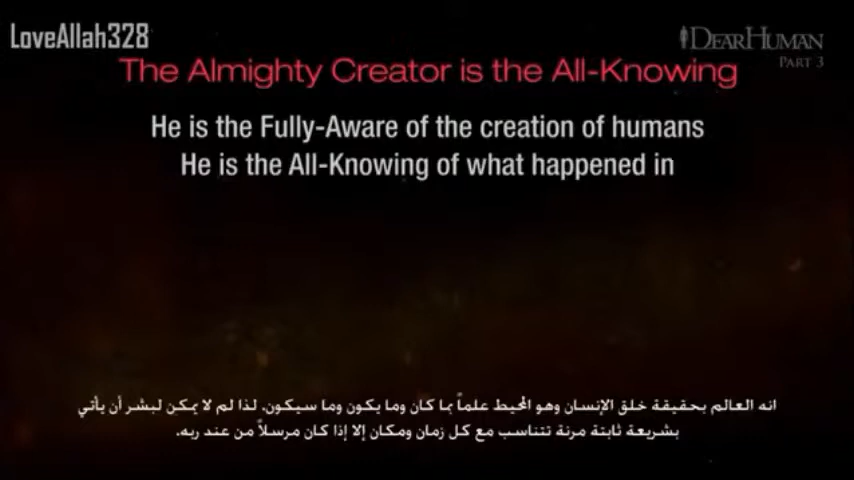 LoveAllah328
DEARHUMAN
PART 3
The Almighty Creator is the All-Knowing
He is the Fully-Aware of the creation of humans
He is the All-Knowing of what happened in
انه العالم بحقيقة خلق الإنسان وهو المحيط علماً بما كان وما يكون وما سيكون. لذا لم لا يمكن لبشر أن يأتي
بشريعة ثابتة مرنة تتناسب مع كل زمان ومكان إلا إذا كان مرسلاً من عند ربه.